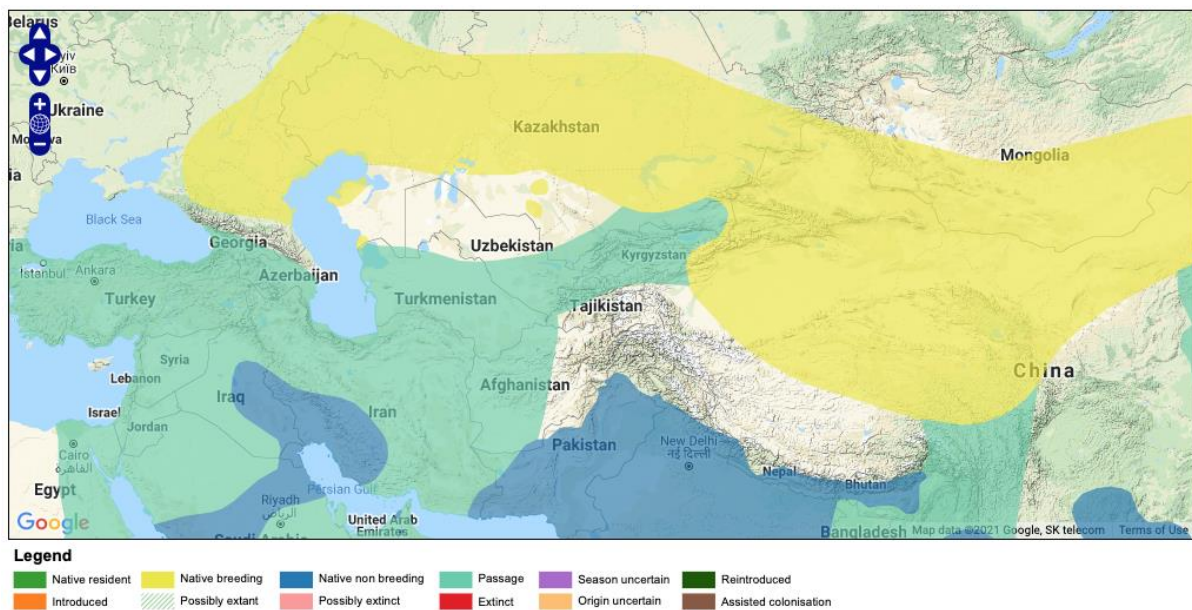 Belarus
Kyiv
Київ
Ukraine
Kazakhstan
Mongolia
Black Sea
Georgia
Uzbekistan
Kyrgyzstan
Istanbul
Ankara
Azerbaijan
Turkey
Turkmenistan
Tajikistan
Syria
Lebanon
Afghanistan
China
Israel
Iraq
Iran
Jordan
Pakistan
New Delhi
नई दिल्ली
Cairo
القاهرة
Nepal
Bhutan
Egypt
Persian Gulf
Riyadh
الرياض
United Arab
Emirates
Saudi Arabia
Bangladesh
Google
Map data ©2021 Google, SK telecom
Terms of Use
Legend
Native resident Native breeding Native non breeding Passage Season uncertain Reintroduced
Introduced Possibly extant Possibly extinct Extinct Origin uncertain Assisted colonisation